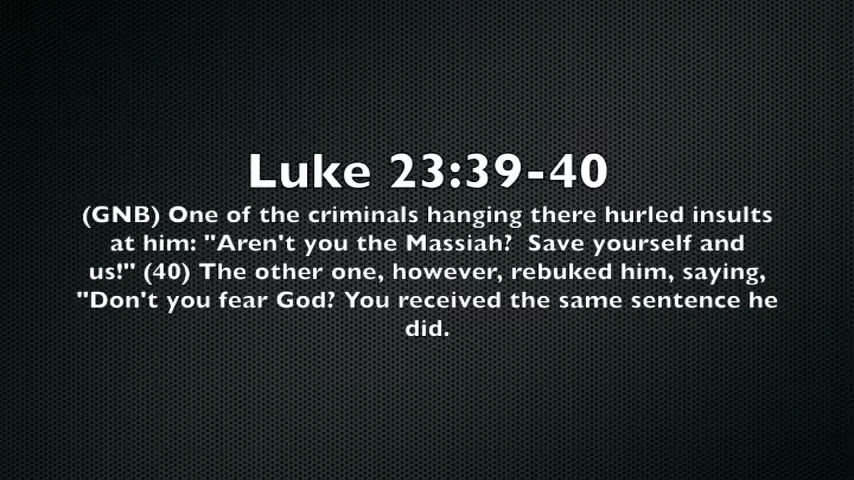 Luke 23:39-40
(GNB) One of the criminals hanging there hurled insults
at him: "Aren't you the Massiah?  Save yourself and
us!" (40) The other one, however, rebuked him, saying,
"Don't you fear God? You received the same sentence he
did.